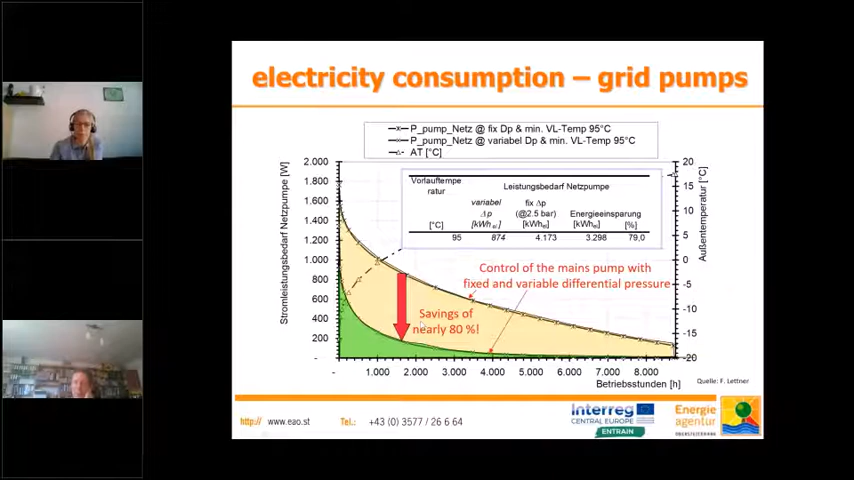 electricity consumption – grid pumps
P_pump_Netz @ fix Dp & min. VL-Temp 95°C
P_pump_Netz @ variabel Dp & min. VL-Temp 95°C
AT [°C]
Stromleistungsbedarf Netzpumpe [W]
2.000
1.800
1.600
1.400
1.200
1.000
800
600
400
200
-
Vorlauftempe
ratur
Leistungsbedarf Netzpumpe
variabel
Δp
fix Δp
(@2.5 bar)
Energieeinsparung
[°C]
[kWh el]
[kWhel]
[kWhel]
[%]
95 874 4.173 3.298 79,0
Control of the mains pump with
fixed and variable differential pressure
Savings of
nearly 80 %!
20
15
10
5
0
-5
-10
-15
-20
Außentemperatur [°C]
- 1.000 2.000 3.000 4.000 5.000 6.000 7.000 8.000
Betriebsstunden [h]
Quelle: F. Lettner
http:// www.eao.st Tel.: +43 (0) 3577 / 26 6 64
Interreg
CENTRAL EUROPE
ENTRAIN
Energie
agentur